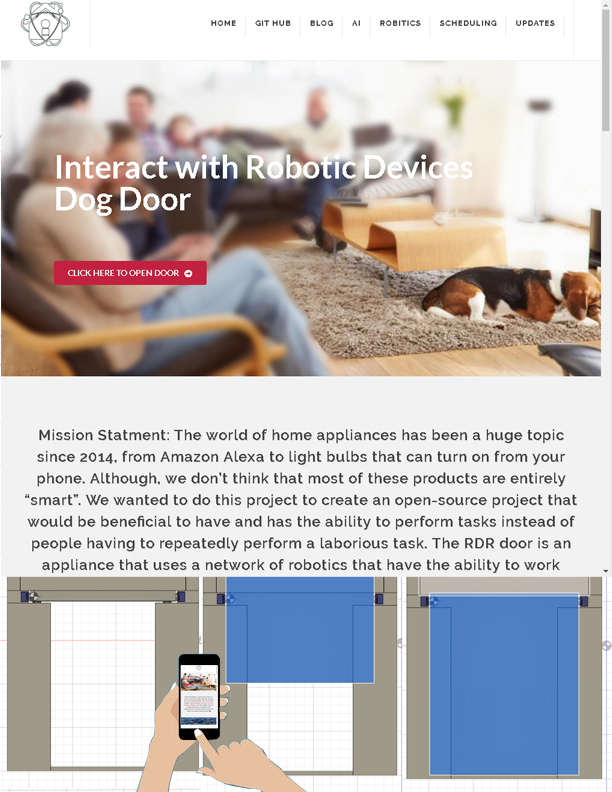 HOME GIT HUB BLOG AI ROBITICS SCHEDULING UPDATES
Interact with Robotic Devices
Dog Door
CLICK HERE TO OPEN DOOR
Mission Statment: The world of home appliances has been a huge topic
since 2014, from Amazon Alexa to light bulbs that can turn on from your
phone. Although, we don't think that most of these products are entirely
“smart”. We wanted to do this project to create an open-source project that
would be beneficial to have and has the ability to perform tasks instead of
people having to repeatedly perform a laborious task. The RDR door is an
appliance that uses a network of robotics that have the ability to work